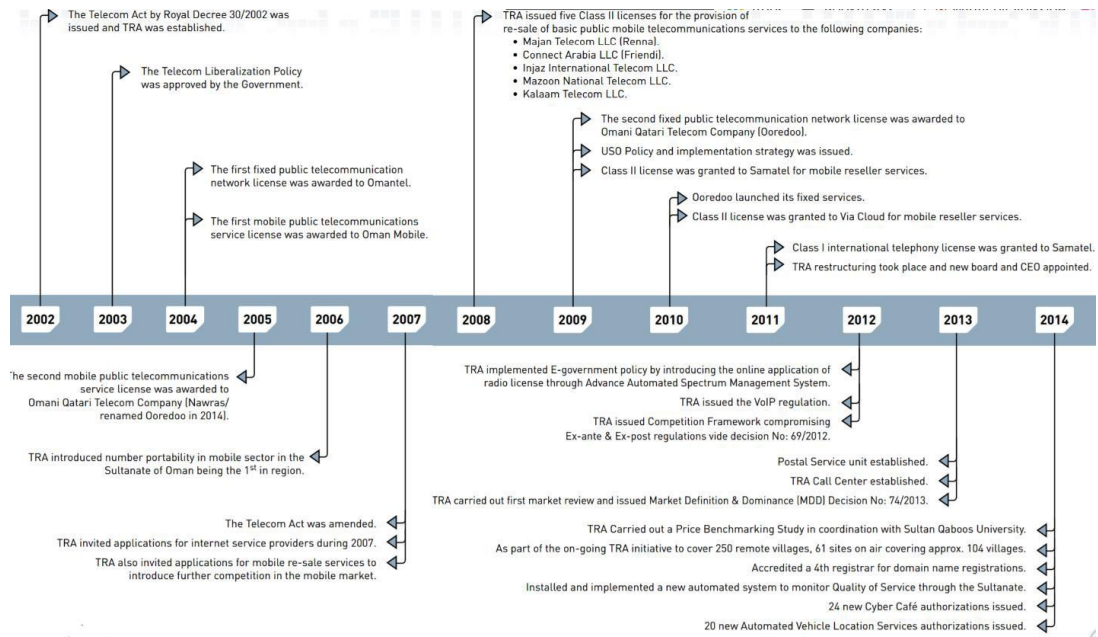 The Telecom Act by Royal Decree 30/2002 was
issued and TRA was established.
The Telecom Liberalization Policy
was approved by the Government.
The first fixed public telecommunication
network license was awarded to Omantel.
The first mobile public telecommunications
service license was awarded to Oman Mobile.
TRA issued five Class II licenses for the provision of
re-sale of basic public mobile telecommunications services to the following companies:
• Majan Telecom LLC (Renna).
• Connect Arabia LLC (Friendi).
• Injaz International Telecom LLC.
• Mazoon National Telecom LLC.
• Kalaam Telecom LLC.
The second fixed public telecommunication network license was awarded to
Omani Qatari Telecom Company (Ooredoo).
USO Policy and implementation strategy was issued.
Class II license was granted to Samatel for mobile reseller services.
Ooredoo launched its fixed services.
Class II license was granted to Via Cloud for mobile reseller services.
Class I international telephony license was granted to Samatel.
TRA restructuring took place and new board and CEO appointed.
2002 2003 2004 2005 2006 2007 2008 2009 2010 2011 2012 2013 2014
The second mobile public telecommunications
service license was awarded to
Omani Qatari Telecom Company (Nawras/
renamed Ooredoo in 2014).
TRA introduced number portability in mobile sector in the
Sultanate of Oman being the 1st in region.
The Telecom Act was amended.
TRA invited applications for internet service providers during 2007.
TRA also invited applications for mobile re-sale services to
introduce further competition in the mobile market.
TRA implemented E-government policy by introducing the online application of
radio license through Advance Automated Spectrum Management System.
TRA issued the VoIP regulation.
TRA issued Competition Framework compromising
Ex-ante & Ex-post regulations vide decision No: 69/2012.
Postal Service unit established.
TRA Call Center established.
TRA carried out first market review and issued Market Definition & Dominance (MDD) Decision No: 74/2013.
TRA Carried out a Price Benchmarking Study in coordination with Sultan Qaboos University.
As part of the on-going TRA initiative to cover 250 remote villages, 61 sites on air covering approx. 104 villages.
Accredited a 4th registrar for domain name registrations.
Installed and implemented a new automated system to monitor Quality of Service through the Sultanate.
24 new Cyber Café authorizations issued.
20 new Automated Vehicle Location Services authorizations issued.